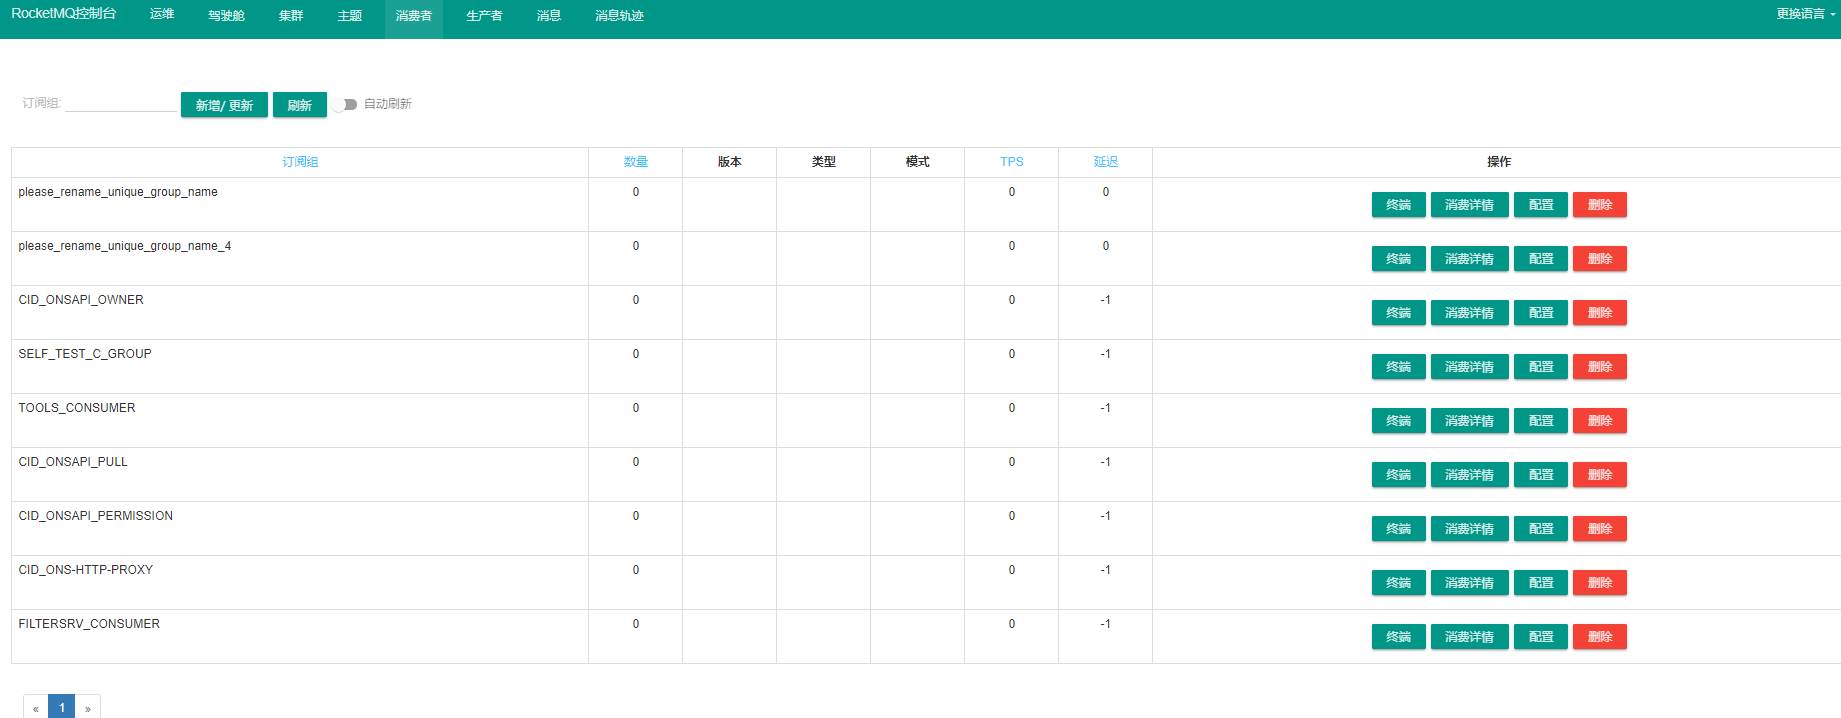 RocketMQ控制台 运维 驾驶舱 集群 主题 消费者 生产者 消息 消息轨迹 更换语言
订阅组: 新增/ 更新 刷新 自动刷新
订阅组 数量 版本 类型 模式 TPS 延迟 操作
please_rename_unique_group_name 0 0 0 终端 消费详情 配置 删除
please_rename_unique_group_name_4 0 0 0 终端 消费详情 配置 删除
CID_ONSAPI_OWNER 0 0 -1 终端 消费详情 配置 删除
SELF_TEST_C_GROUP 0 0 -1 终端 消费详情 配置 删除
TOOLS_CONSUMER 0 0 -1 终端 消费详情 配置 删除
CID_ONSAPI_PULL 0 0 -1 终端 消费详情 配置 删除
CID_ONSAPI_PERMISSION 0 0 -1 终端 消费详情 配置 删除
CID_ONS-HTTP-PROXY 0 0 -1 终端 消费详情 配置 删除
FILTERSRV_CONSUMER 0 0 -1 终端 消费详情 配置 删除
« 1 »